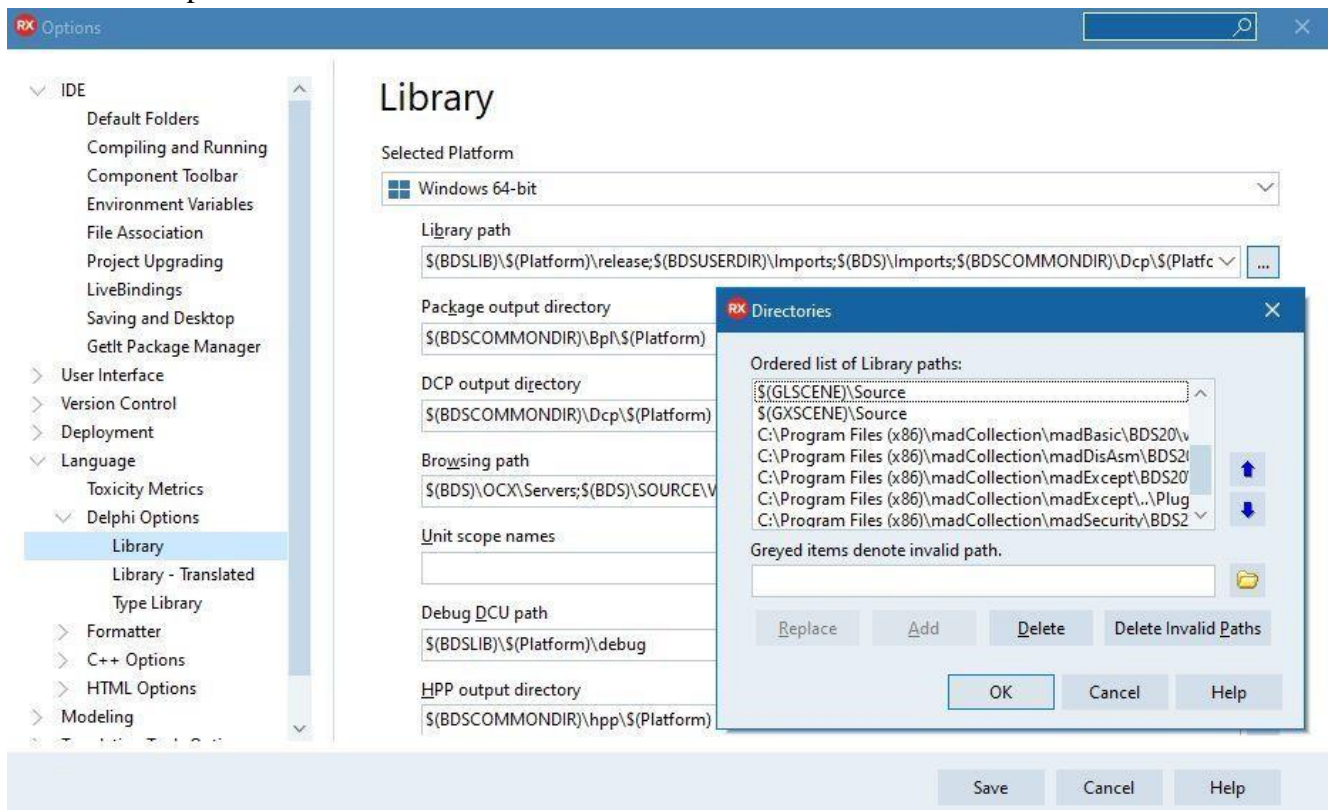 RX Options
IDE
Default Folders
Compiling and Running
Component Toolbar
Environment Variables
File Association
Project Upgrading
LiveBindings
Saving and Desktop
GetIt Package Manager
User Interface
Version Control
Deployment
Language
Toxicity Metrics
Delphi Options
Library
Library - Translated
Type Library
Formatter
C++ Options
HTML Options
Modeling
Library
Selected Platform
Windows 64-bit
Library path
$(BDSLIB)\$(Platform)\release;$(BDSUSERDIR)\Imports;$(BDS)\Imports;$(BDSCOMMONDIR)\Dcp\$(Platfc
...
Package output directory
$(BDSCOMMONDIR)\Bpl\$(Platform)
DCP output directory
$(BDSCOMMONDIR)\Dcp\$(Platform)
Browsing path
$(BDS)\OCX\Servers;$(BDS)\SOURCE\V
Unit scope names
Debug DCU path
$(BDSLIB)\$(Platform)\debug
HPP output directory
$(BDSCOMMONDIR)\hpp\$(Platform)
RX Directories
Ordered list of Library paths:
$(GLSCENE)\Source
$(GXSCENE)\Source
C:\Program Files (x86)\madCollection\madBasic\BDS20\v
C:\Program Files (x86)\madCollection\madDisAsm\BDS20
C:\Program Files (x86)\madCollection\madExcept\BDS20
C:\Program Files (x86)\madCollection\madExcept\..\Plug
C:\Program Files (x86)\madCollection\madSecurity\BDS2
Greyed items denote invalid path.
Replace Add Delete Delete Invalid Paths
OK Cancel Help
Save Cancel Help